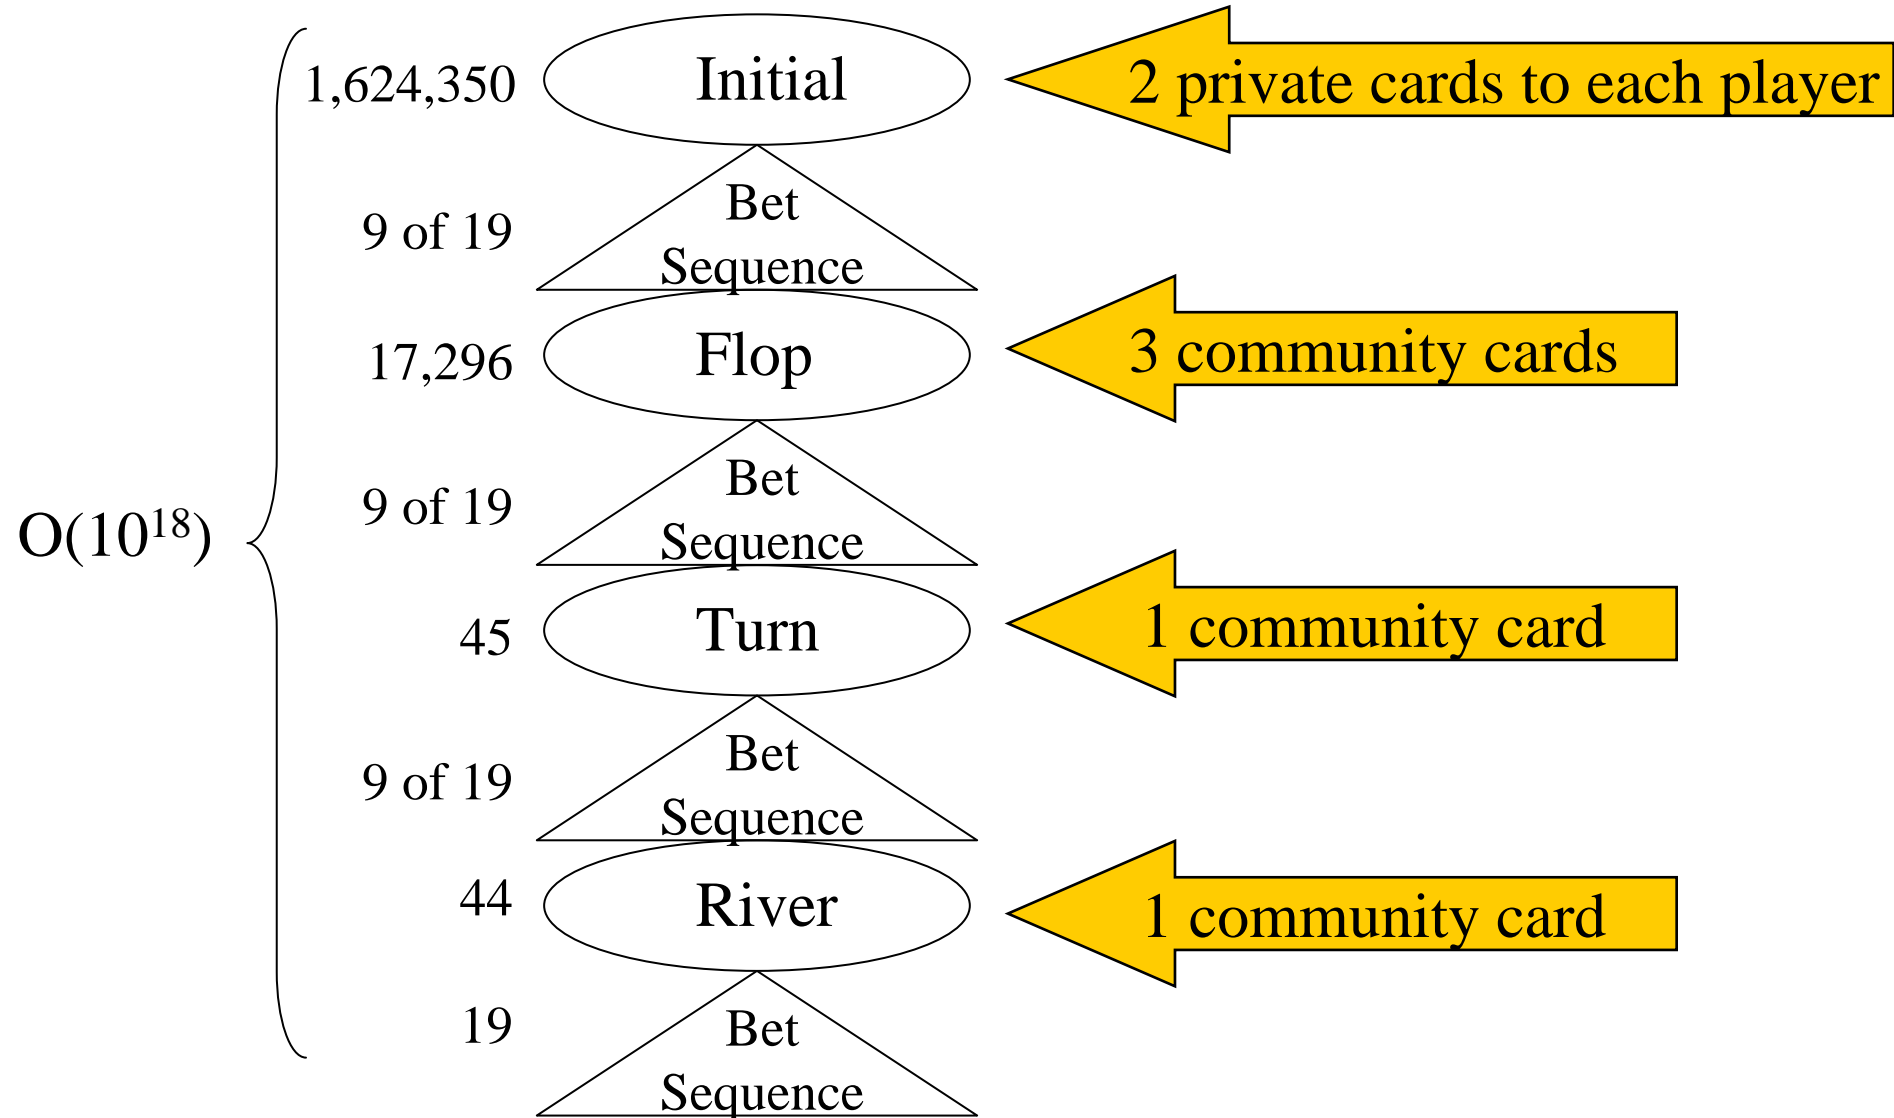 1,624,350
Initial
2 private cards to each player
9 of 19
Bet
Sequence
17,296
Flop
3 community cards
9 of 19
Bet
Sequence
O(10¹⁸)
45
Turn
1 community card
9 of 19
Bet
Sequence
44
River
1 community card
19
Bet
Sequence